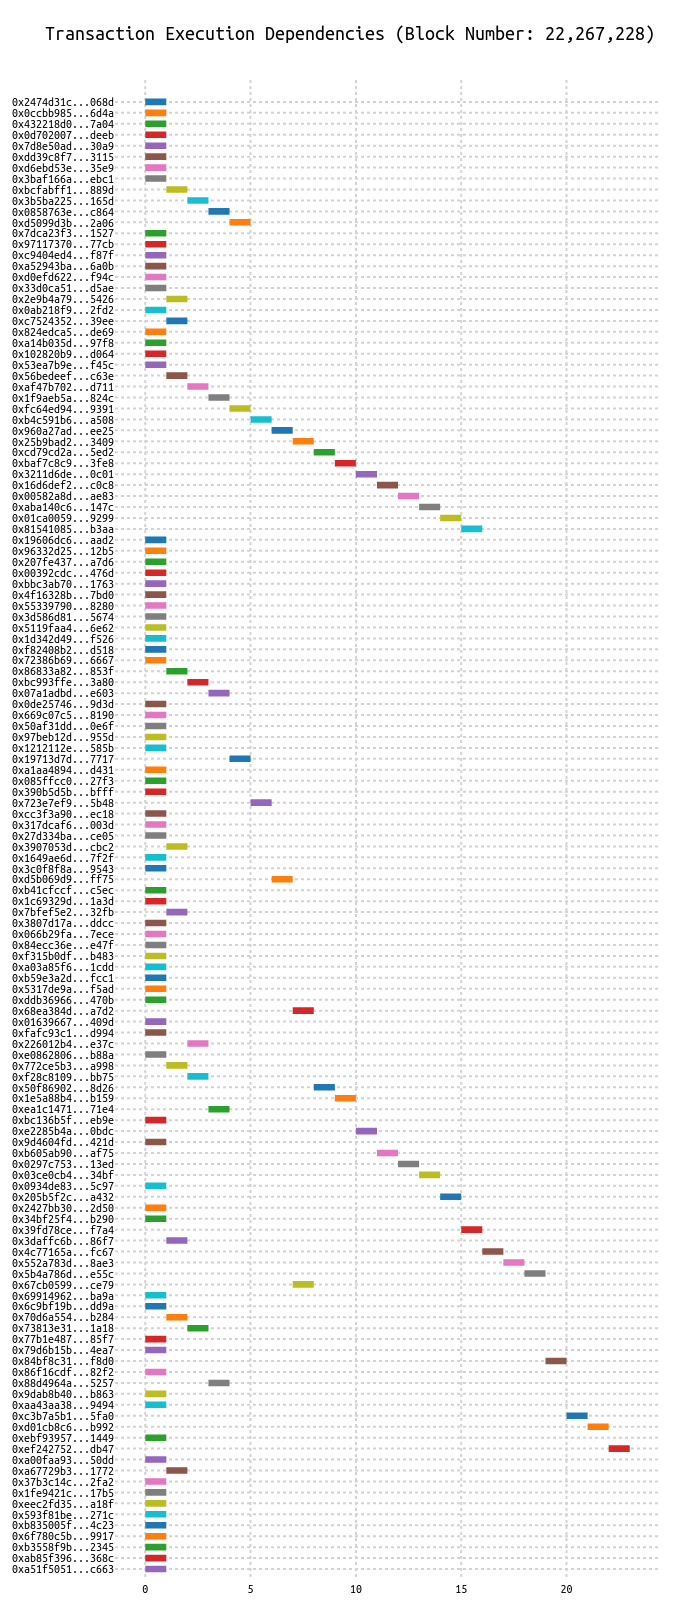 Transaction Execution Dependencies (Block Number: 22,267,228)
0x2474d31c...068d
0x0ccbb985...6d4a
0x432218d0...7a04
0x0d702007...deeb
0x7d8e50ad...30a9
0xdd39c8f7...3115
0xd6ebd53e...35e9
0x3baf166a...ebc1
0xbcfabff1...889d
0x3b5ba225...165d
0x0858763e...c864
0xd5099d3b...2a06
0x7dca23f3...1527
0x97117370...77cb
0xc9404ed4...f87f
0xa52943ba...6a0b
0xd0efd622...f94c
0x33d0ca51...d5ae
0x2e9b4a79...5426
0x0ab218f9...2fd2
0xc7524352...39ee
0x824edca5...de69
0xa14b035d...97f8
0x102820b9...d064
0x53ea7b9e...f45c
0x56bedeef...c63e
0xaf47b702...d711
0x1f9aeb5a...824c
0xfc64ed94...9391
0xb4c591b6...a508
0x960a27ad...ee25
0x25b9bad2...3409
0xcd79cd2a...5ed2
0xbaf7c8c9...3fe8
0x3211d6de...0c01
0x16d6def2...c0c8
0x00582a8d...ae83
0xaba140c6...147c
0x01ca0059...9299
0x81541085...b3aa
0x19606dc6...aad2
0x96332d25...12b5
0x207fe437...a7d6
0x00392cdc...476d
0xbbc3ab70...1763
0x4f16328b...7bd0
0x55339790...8280
0x3d586d81...5674
0x5119faa4...6e62
0x1d342d49...f526
0xf82408b2...d518
0x72386b69...6667
0x86833a82...853f
0xbc993ffe...3a80
0x07a1adbd...e603
0x0de25746...9d3d
0x669c07c5...8190
0x50af31dd...0e6f
0x97beb12d...955d
0x1212112e...585b
0x19713d7d...7717
0xa1aa4894...d431
0x085ffcc0...27f3
0x390b5d5b...bfff
0x723e7ef9...5b48
0xcc3f3a90...ec18
0x317dcaf6...003d
0x27d334ba...ce05
0x3907053d...cbc2
0x1649ae6d...7f2f
0x3c0f8f8a...9543
0xd5b069d9...ff75
0xb41cfccf...c5ec
0x1c69329d...1a3d
0x7bfef5e2...32fb
0x3807d17a...ddcc
0x066b29fa...7ece
0x84ecc36e...e47f
0xf315b0df...b483
0xa03a85f6...1cdd
0xb59e3a2d...fcc1
0x5317de9a...f5ad
0xddb36966...470b
0x68ea384d...a7d2
0x01639667...409d
0xfafc93c1...d994
0x226012b4...e37c
0xe0862806...b88a
0x772ce5b3...a998
0xf28c8109...bb75
0x50f86902...8d26
0x1e5a88b4...b159
0xea1c1471...71e4
0xbc136b5f...eb9e
0xe2285b4a...0bdc
0x9d4604fd...421d
0xb605ab90...af75
0x0297c753...13ed
0x03ce0cb4...34bf
0x0934de83...5c97
0x205b5f2c...a432
0x2427bb30...2d50
0x34bf25f4...b290
0x39fd78ce...f7a4
0x3daffc6b...86f7
0x4c77165a...fc67
0x552a783d...8ae3
0x5b4a786d...e55c
0x67cb0599...ce79
0x69914962...ba9a
0x6c9bf19b...dd9a
0x70d6a554...b284
0x73813e31...1a18
0x77b1e487...85f7
0x79d6b15b...4ea7
0x84bf8c31...f8d0
0x86f16cdf...82f2
0x88d4964a...5257
0x9dab8b40...b863
0xaa43aa38...9494
0xc3b7a5b1...5fa0
0xd01cb8c6...b992
0xebf93957...1449
0xef242752...db47
0xa00faa93...50dd
0xa67729b3...1772
0x37b3c14c...2fa2
0x1fe9421c...17b5
0xeec2fd35...a18f
0x593f81be...271c
0xb835005f...4c23
0x6f780c5b...9917
0xb3558f9b...2345
0xab85f396...368c
0xa51f5051...c663
0 5 10 15 20